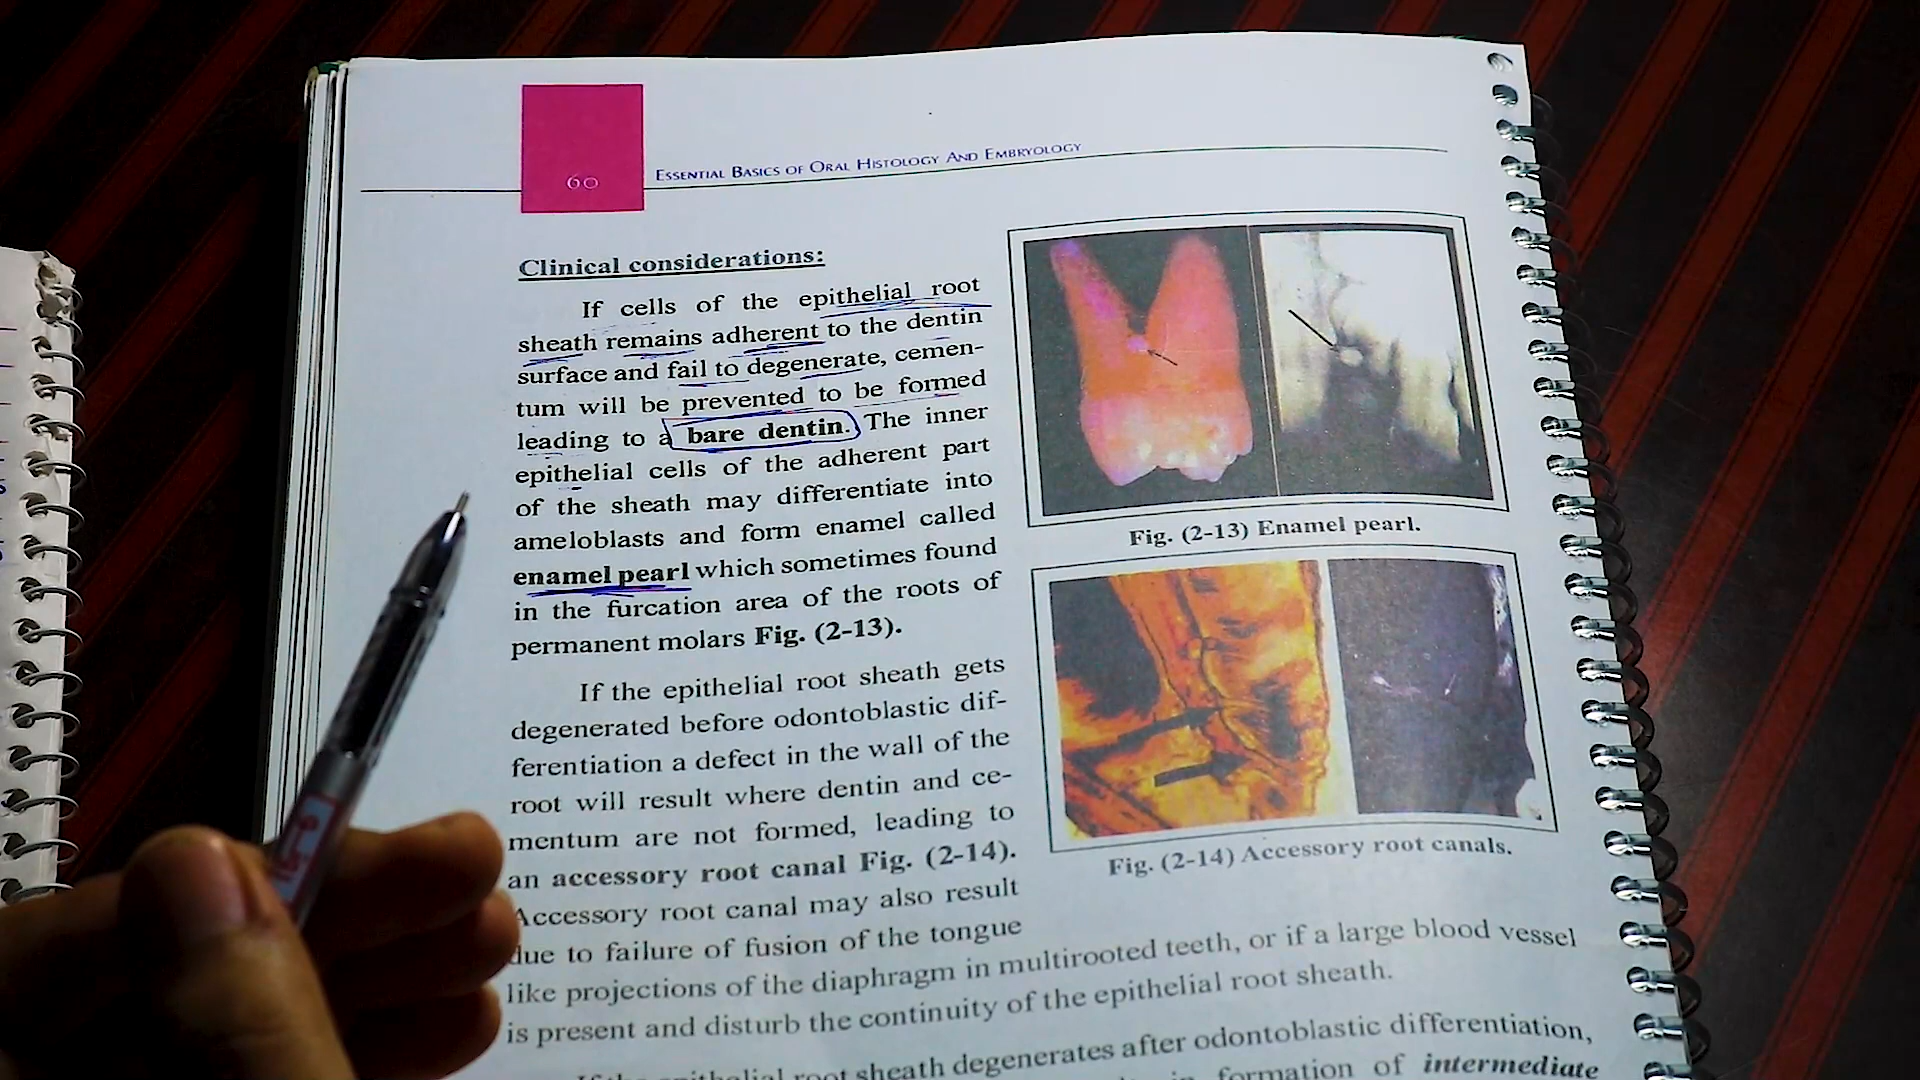 60
ESSENTIAL BASICS OF ORAL HISTOLOGY AND EMBRYOLOGY
Clinical considerations:
If cells of the epithelial root
sheath remains adherent to the dentin
surface and fail to degenerate, cemen-
tum will be prevented to be formed
leading to a bare dentin. The inner
epithelial cells of the adherent part
of the sheath may differentiate into
ameloblasts and form enamel called
enamel pearl which sometimes found
in the furcation area of the roots of
permanent molars Fig. (2-13).
If the epithelial root sheath gets
degenerated before odontoblastic dif-
ferentiation a defect in the wall of the
root will result where dentin and ce-
mentum are not formed, leading to
an accessory root canal Fig. (2-14).
Accessory root canal may also result
due to failure of fusion of the tongue
like projections of the diaphragm in multirooted teeth, or if a large blood vessel
is present and disturb the continuity of the epithelial root sheath.
epithelial root sheath degenerates after odontoblastic differentiation,
formation of intermediate
Fig. (2-13) Enamel pearl.
Fig. (2-14) Accessory root canals.